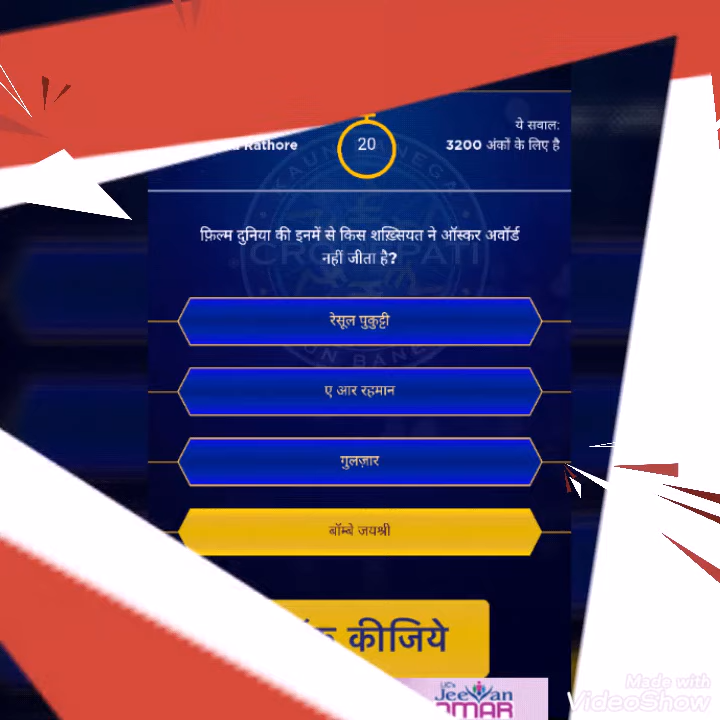 Rathore
20
ये सवाल:
3200 अंकों के लिए है
फ़िल्म दुनिया की इनमें से किस शख़्सियत ने ऑस्कर अवॉर्ड
नहीं जीता है?
रेसूल पुकुट्टी
ए आर रहमान
गुलज़ार
बॉम्बे जयश्री
कीजिये
LIC's
Jeevan
Made with
VideoShow